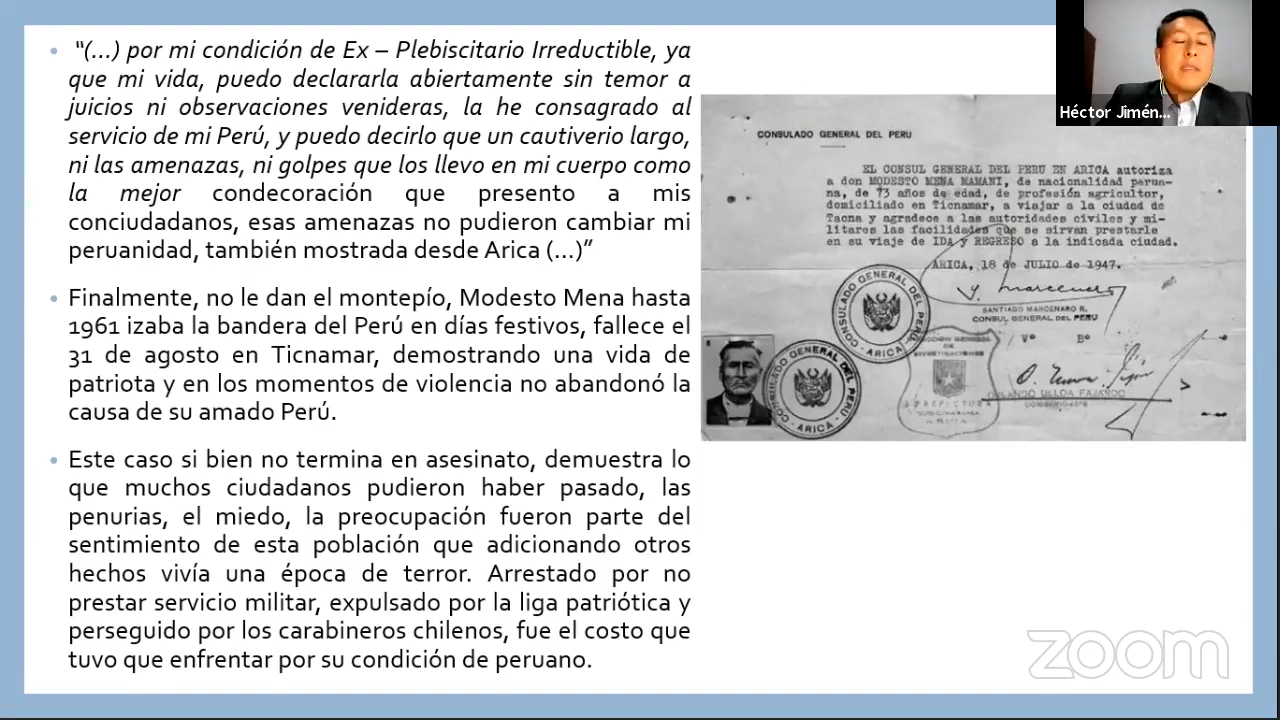 • “(...) por mi condición de Ex – Plebiscitario Irreductible, ya
que mi vida, puedo declararla abiertamente sin temor a
juicios ni observaciones venideras, la he consagrado al
servicio de mi Perú, y puedo decirlo que un cautiverio largo,
ni las amenazas, ni golpes que los llevo en mi cuerpo como
la mejor condecoración que presento a mis
conciudadanos, esas amenazas no pudieron cambiar mi
peruanidad, también mostrada desde Arica (...)”
• Finalmente, no le dan el montepío, Modesto Mena hasta
1961 izaba la bandera del Perú en días festivos, fallece el
31 de agosto en Ticnamar, demostrando una vida de
patriota y en los momentos de violencia no abandonó la
causa de su amado Perú.
• Este caso si bien no termina en asesinato, demuestra lo
que muchos ciudadanos pudieron haber pasado, las
penurias, el miedo, la preocupación fueron parte del
sentimiento de esta población que adicionando otros
hechos vivía una época de terror. Arrestado por no
prestar servicio militar, expulsado por la liga patriótica y
perseguido por los carabineros chilenos, fue el costo que
tuvo que enfrentar por su condición de peruano.
Héctor Jimén...
CONSULADO GENERAL DEL PERU
EL CONSUL GENERAL DEL PERU EN ARICA autoriza
a don MODESTO MENA MAMANI, de nacionalidad perua-
na, de 73 años de edad, de profesión agricultor,
domiciliado en Ticnamar, a viajar a la ciudad de
Tacna y agradece a las autoridades civiles y mi-
litares las facilidades que se sirvan prestarle
en su viaje de IDA y REGRESO a la indicada ciudad.
ARICA, 18 de JULIO de 1947.
SANTIAGO MARCENARO R.
CONSUL GENERAL DEL PERU
CONSULADO GENERAL DEL PERU
ARICA
Vº Bº
CONSULADO GENERAL DEL PERU
ARICA
INVESTIGACIONES
PREFECTURA
ARICA
ORLANDO ULLOA FAJARDO
zoom